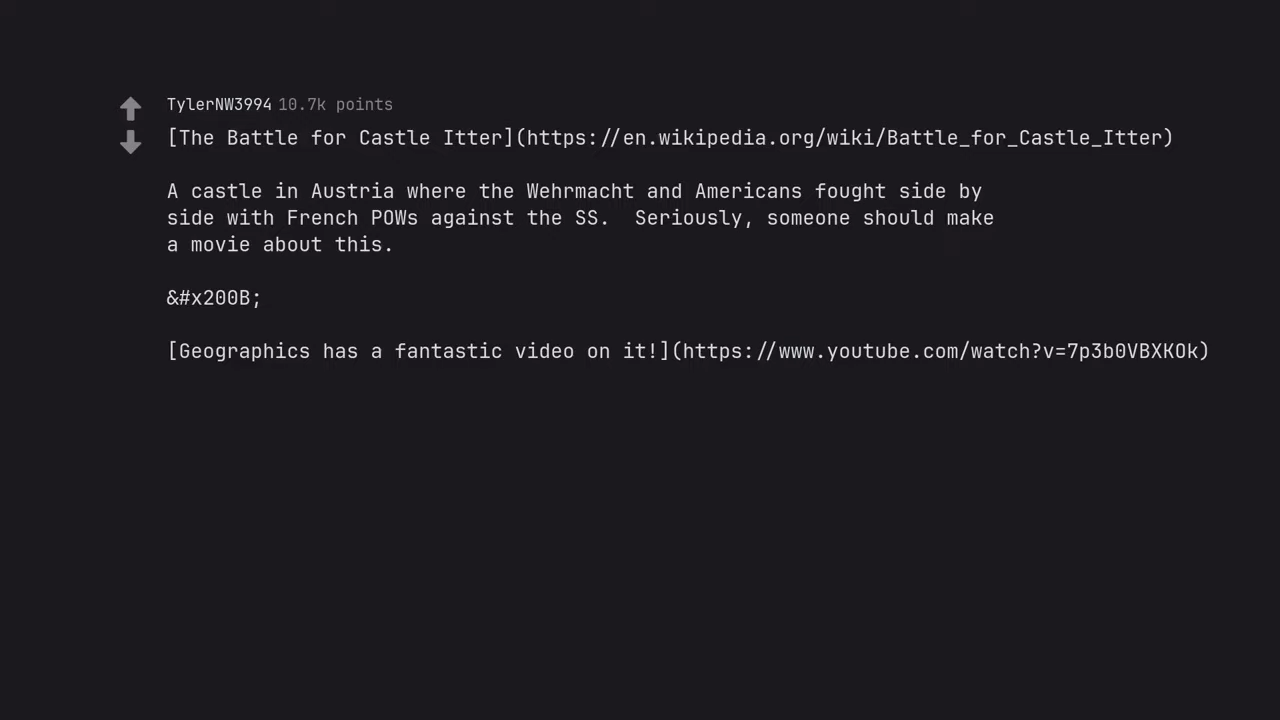 TylerNW3994 10.7k points
[The Battle for Castle Itter](https://en.wikipedia.org/wiki/Battle_for_Castle_Itter)
A castle in Austria where the Wehrmacht and Americans fought side by
side with French POWs against the SS.  Seriously, someone should make
a movie about this.
&#x200B;
[Geographics has a fantastic video on it!](https://www.youtube.com/watch?v=7p3b0VBXKOk)